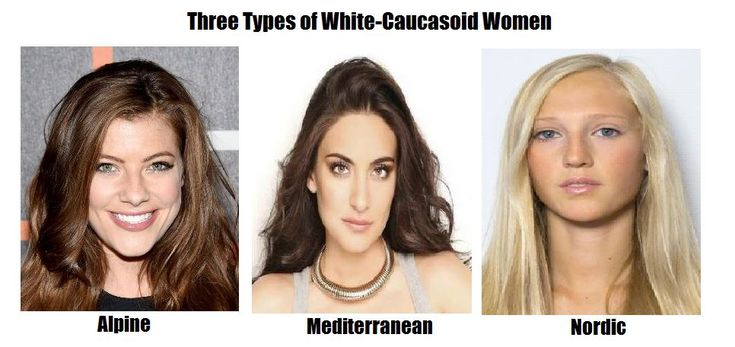 Three Types of White-Caucasoid Women
Alpine
Mediterranean
Nordic